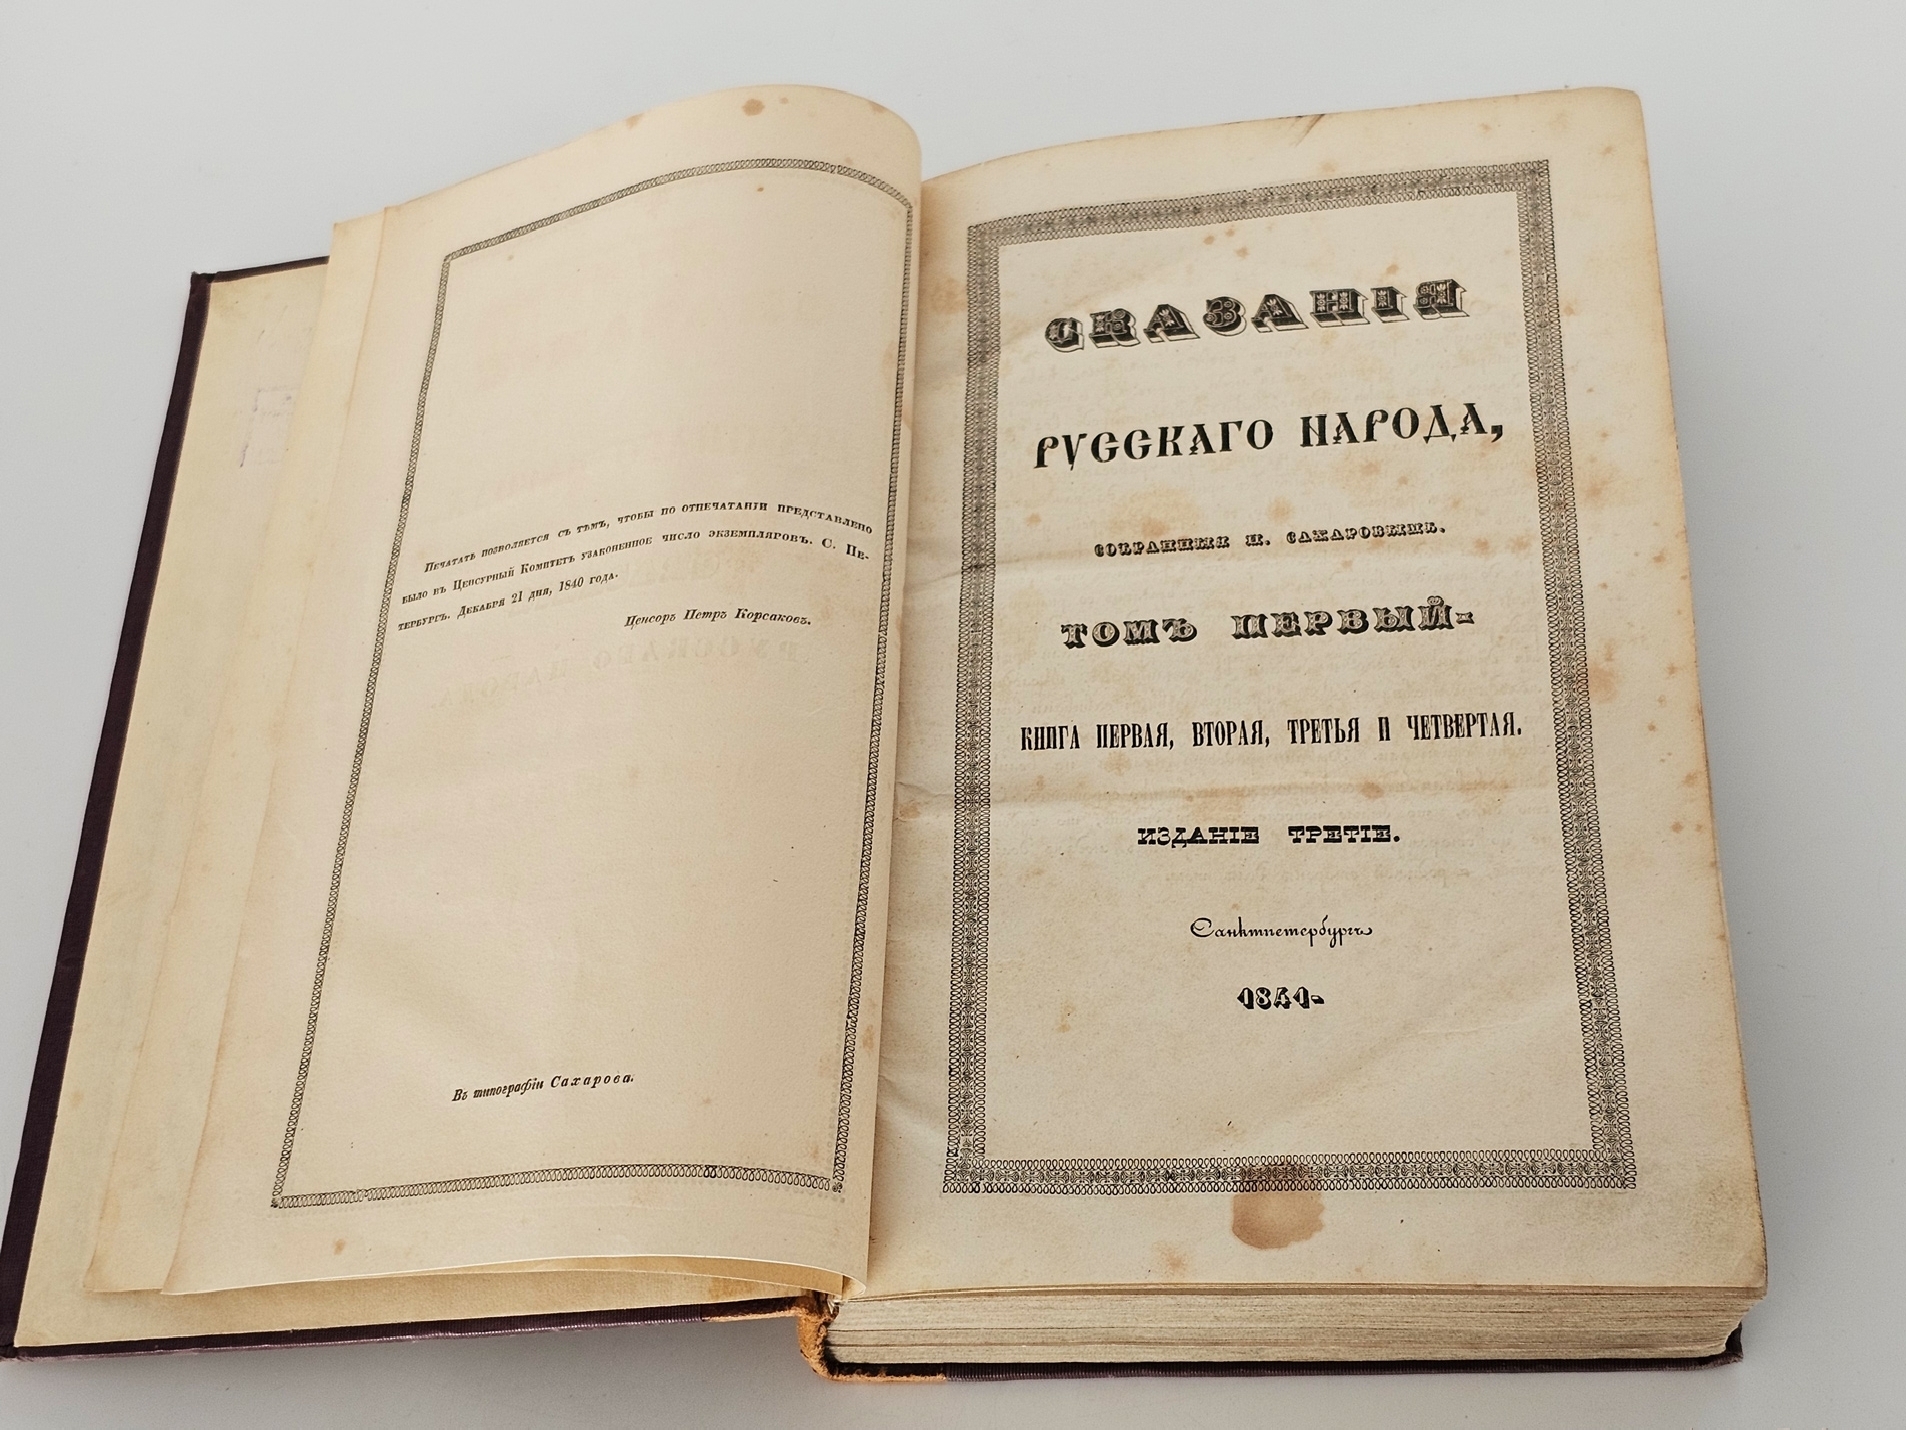 Печатать позволяется съ тѣмъ, чтобы по отпечатаніи представлено
было въ Ценсурный Комитетъ узаконенное число экземпляровъ. С. Пе-
тербургъ. Декабря 21 дня, 1840 года.
Ценсоръ Петръ Корсаковъ.
Въ типографіи Сахарова.
СКАЗАНІЯ
РУССКАГО НАРОДА,
СОБРАННЫЯ И. САХАРОВЫМЪ.
ТОМЪ ПЕРВЫЙ.
КНИГА ПЕРВАЯ, ВТОРАЯ, ТРЕТЬЯ И ЧЕТВЕРТАЯ.
ИЗДАНІЕ ТРЕТІЕ.
Санктпетербургъ
1841.